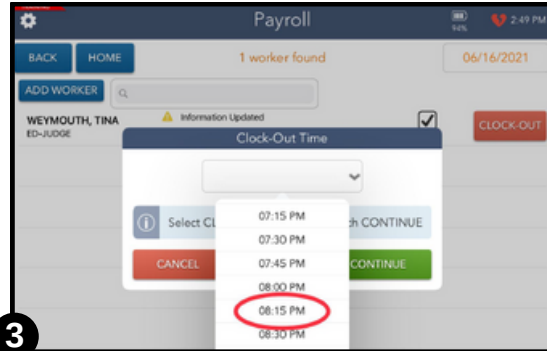 Payroll
94%
2:49 PM
BACK
HOME
1 worker found
06/16/2021
ADD WORKER
WEYMOUTH, TINA
ED-JUDGE
Information Updated
CLOCK-OUT
Clock-Out Time
Select CL
ch CONTINUE
CANCEL
CONTINUE
07:15 PM
07:30 PM
07:45 PM
08:00 PM
08:15 PM
08:30 PM
3